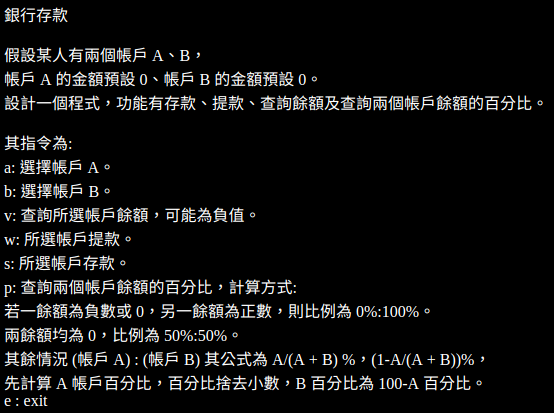 銀行存款
假設某人有兩個帳戶 A、B，
帳戶 A 的金額預設 0、帳戶 B 的金額預設 0。
設計一個程式，功能有存款、提款、查詢餘額及查詢兩個帳戶餘額的百分比。
其指令為:
a: 選擇帳戶 A。
b: 選擇帳戶 B。
v: 查詢所選帳戶餘額，可能為負值。
w: 所選帳戶提款。
s: 所選帳戶存款。
p: 查詢兩個帳戶餘額的百分比，計算方式:
若一餘額為負數或 0，另一餘額為正數，則比例為 0%:100%。
兩餘額均為 0，比例為 50%:50%。
其餘情況 (帳戶 A) : (帳戶 B) 其公式為 A/(A + B) %，(1-A/(A + B))%，
先計算 A 帳戶百分比，百分比捨去小數，B 百分比為 100-A 百分比。
e : exit